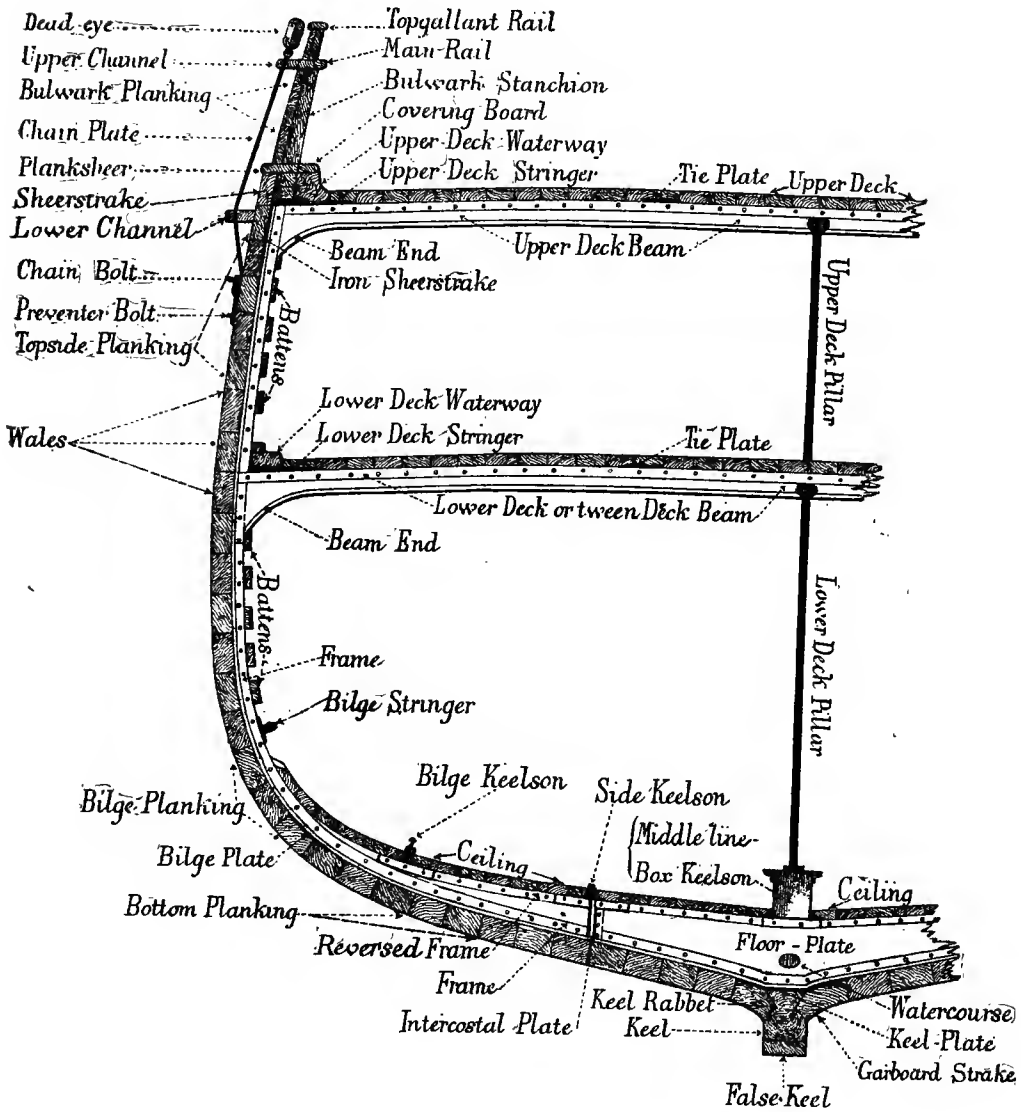 Dead eye
Topgallant Rail
Upper Channel
Main Rail
Bulwark Planking
Bulwark Stanchion
Covering Board
Chain Plate
Upper Deck Waterway
Planksheer
Upper Deck Stringer
Tie Plate
Upper Deck
Sheerstrake
Lower Channel
Beam End
Upper Deck Beam
Chain Bolt
Iron Sheerstrake
Preventer Bolt
Battens
Upper Deck Pillar
Topside Planking
Lower Deck Waterway
Wales
Lower Deck Stringer
Tie Plate
Lower Deck or tween Deck Beam
Beam End
Battens
Lower Deck Pillar
Frame
Bilge Stringer
Bilge Keelson
Side Keelson
Bilge Planking
Middle line
Box Keelson
Bilge Plate
Ceiling
Ceiling
Bottom Planking
Floor-Plate
Reversed Frame
Frame
Keel Rabbet
Watercourse
Intercostal Plate
Keel
Keel-Plate
Garboard Strake
False Keel